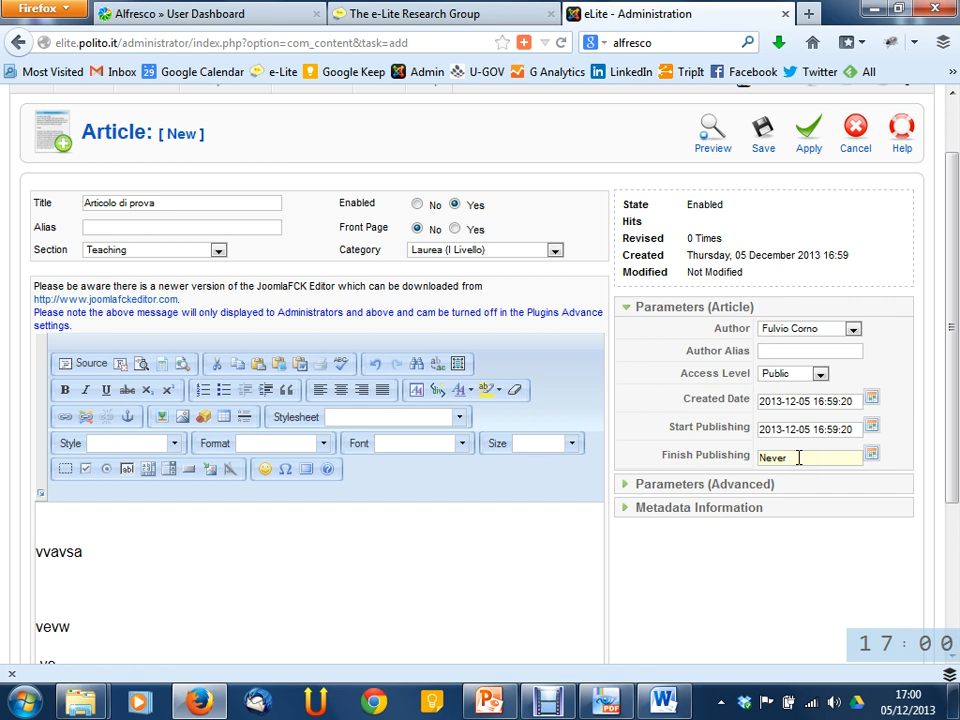 Firefox
Alfresco » User Dashboard
The e-Lite Research Group
eLite - Administration
elite.polito.it/administrator/index.php?option=com_content&task=add
alfresco
Most Visited
Inbox
Google Calendar
e-Lite
Google Keep
Admin
U-GOV
G Analytics
LinkedIn
TripIt
Facebook
Twitter
All
Article: [ New ]
Preview
Save
Apply
Cancel
Help
Title
Articolo di prova
Enabled
No
Yes
Alias
Front Page
No
Yes
Section
Teaching
Category
Laurea (I Livello)
Please be aware there is a newer version of the JoomlaFCK Editor which can be downloaded from
http://www.joomlafckeditor.com.
Please note the above message will only displayed to Administrators and above and cam be turned off in the Plugins Advance
settings.
Source
Stylesheet
Style
Format
Font
Size
vvavsa
vevw
State
Enabled
Hits
Revised
0 Times
Created
Thursday, 05 December 2013 16:59
Modified
Not Modified
Parameters (Article)
Author
Fulvio Corno
Author Alias
Access Level
Public
Created Date
2013-12-05 16:59:20
Start Publishing
2013-12-05 16:59:20
Finish Publishing
Never
Parameters (Advanced)
Metadata Information
17:00
17:00
05/12/2013